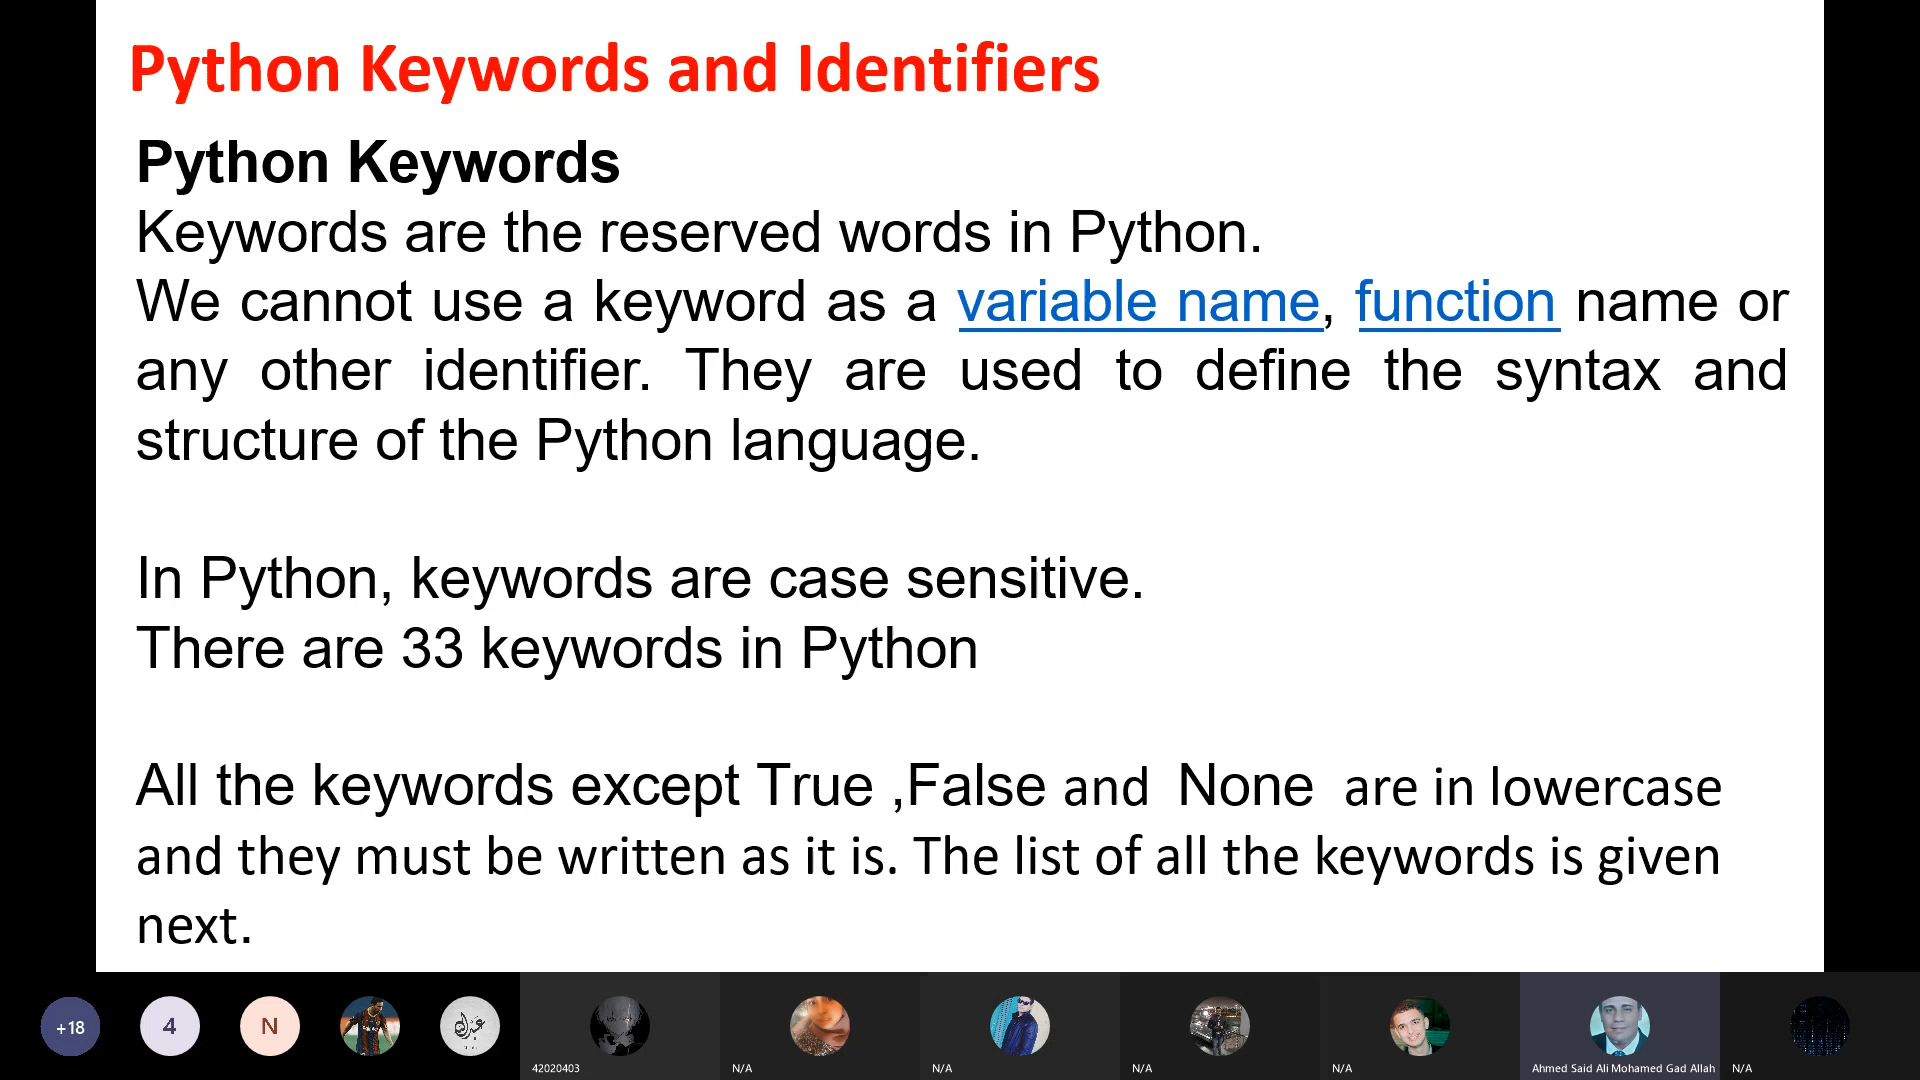 Python Keywords and Identifiers
Python Keywords
Keywords are the reserved words in Python.
We cannot use a keyword as a variable name, function name or
any other identifier. They are used to define the syntax and
structure of the Python language.
In Python, keywords are case sensitive.
There are 33 keywords in Python
All the keywords except True ,False and None are in lowercase
and they must be written as it is. The list of all the keywords is given
next.
+18
4
N
42020403
N/A
N/A
N/A
N/A
Ahmed Said Ali Mohamed Gad Allah
N/A